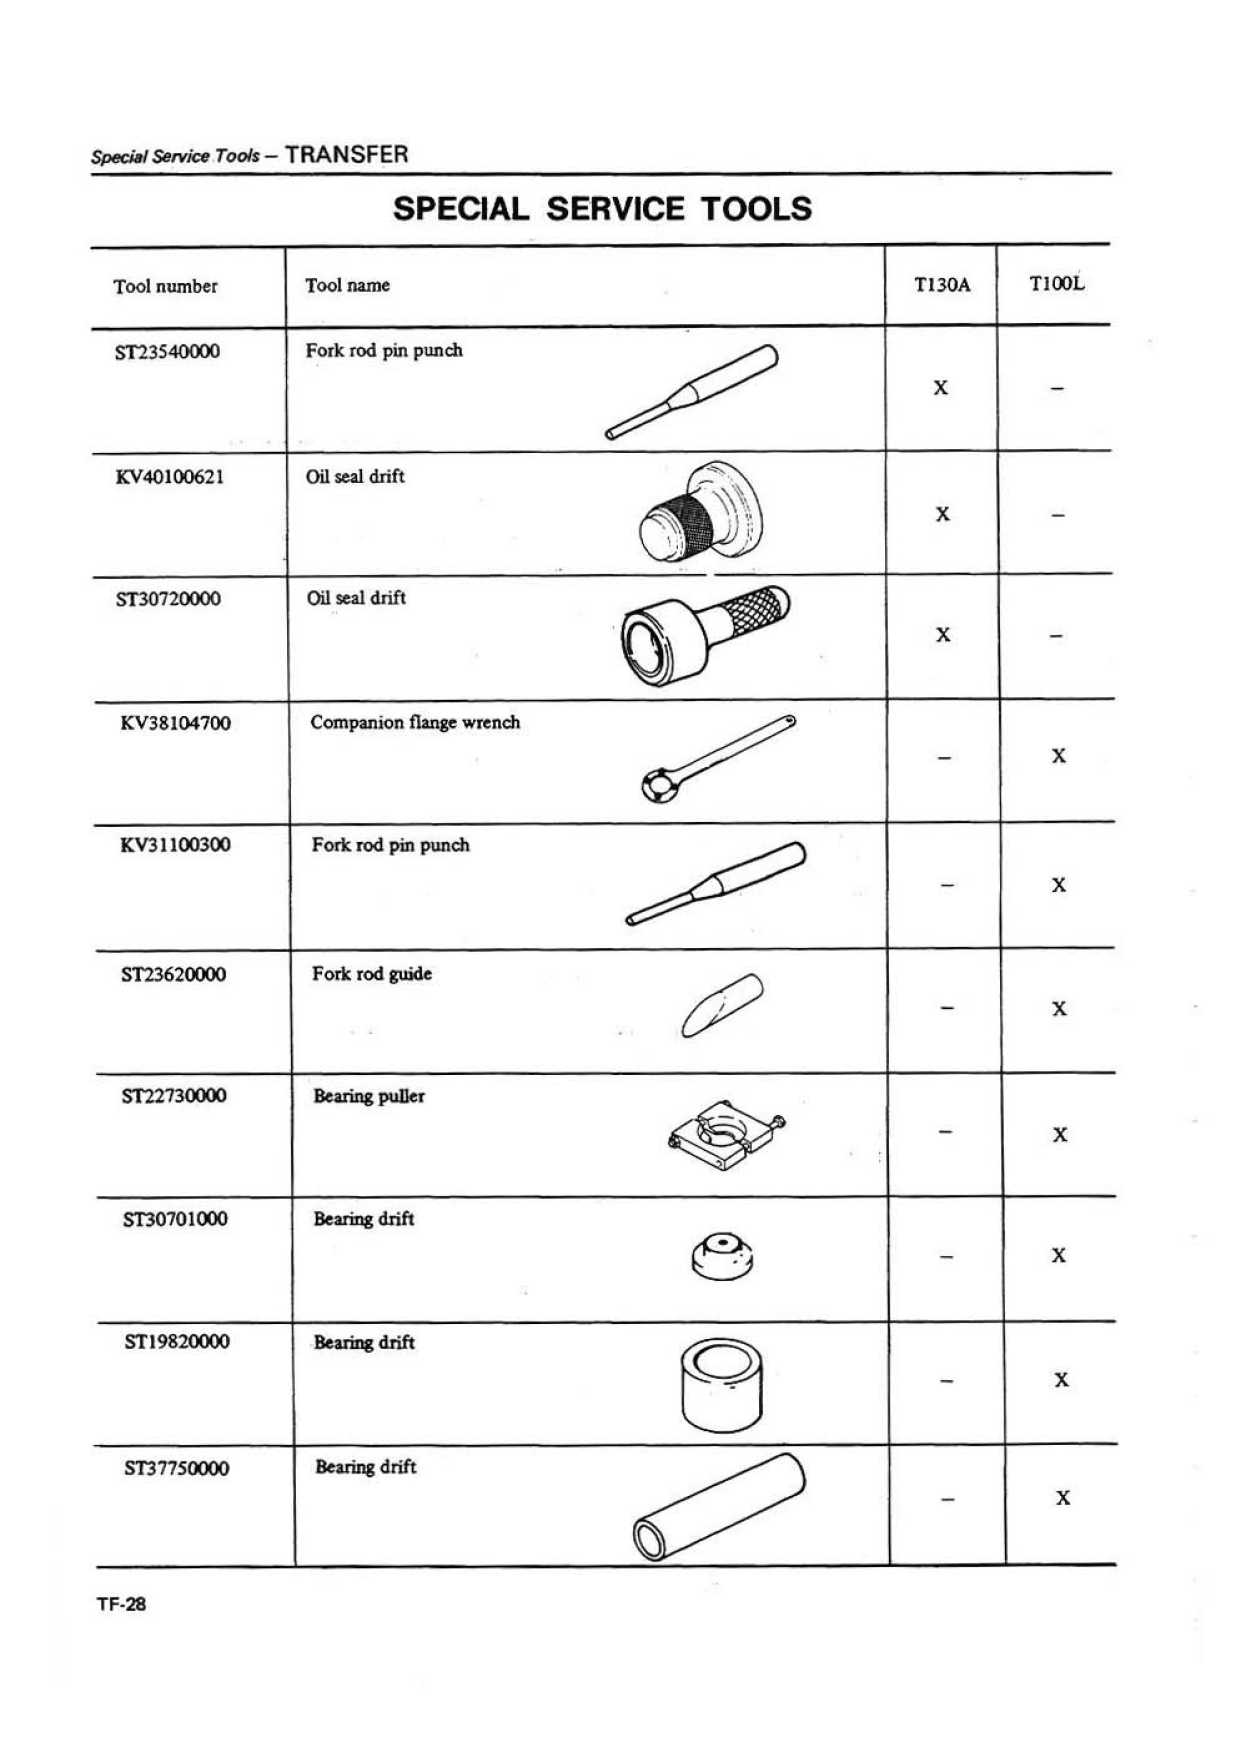 Special Service Tools – TRANSFER
SPECIAL SERVICE TOOLS
Tool number Tool name T130A T100L
ST23540000 Fork rod pin punch X –
KV40100621 Oil seal drift X –
ST30720000 Oil seal drift X –
KV38104700 Companion flange wrench – X
KV31100300 Fork rod pin punch – X
ST23620000 Fork rod guide – X
ST22730000 Bearing puller – X
ST30701000 Bearing drift – X
ST19820000 Bearing drift – X
ST37750000 Bearing drift – X
TF-28